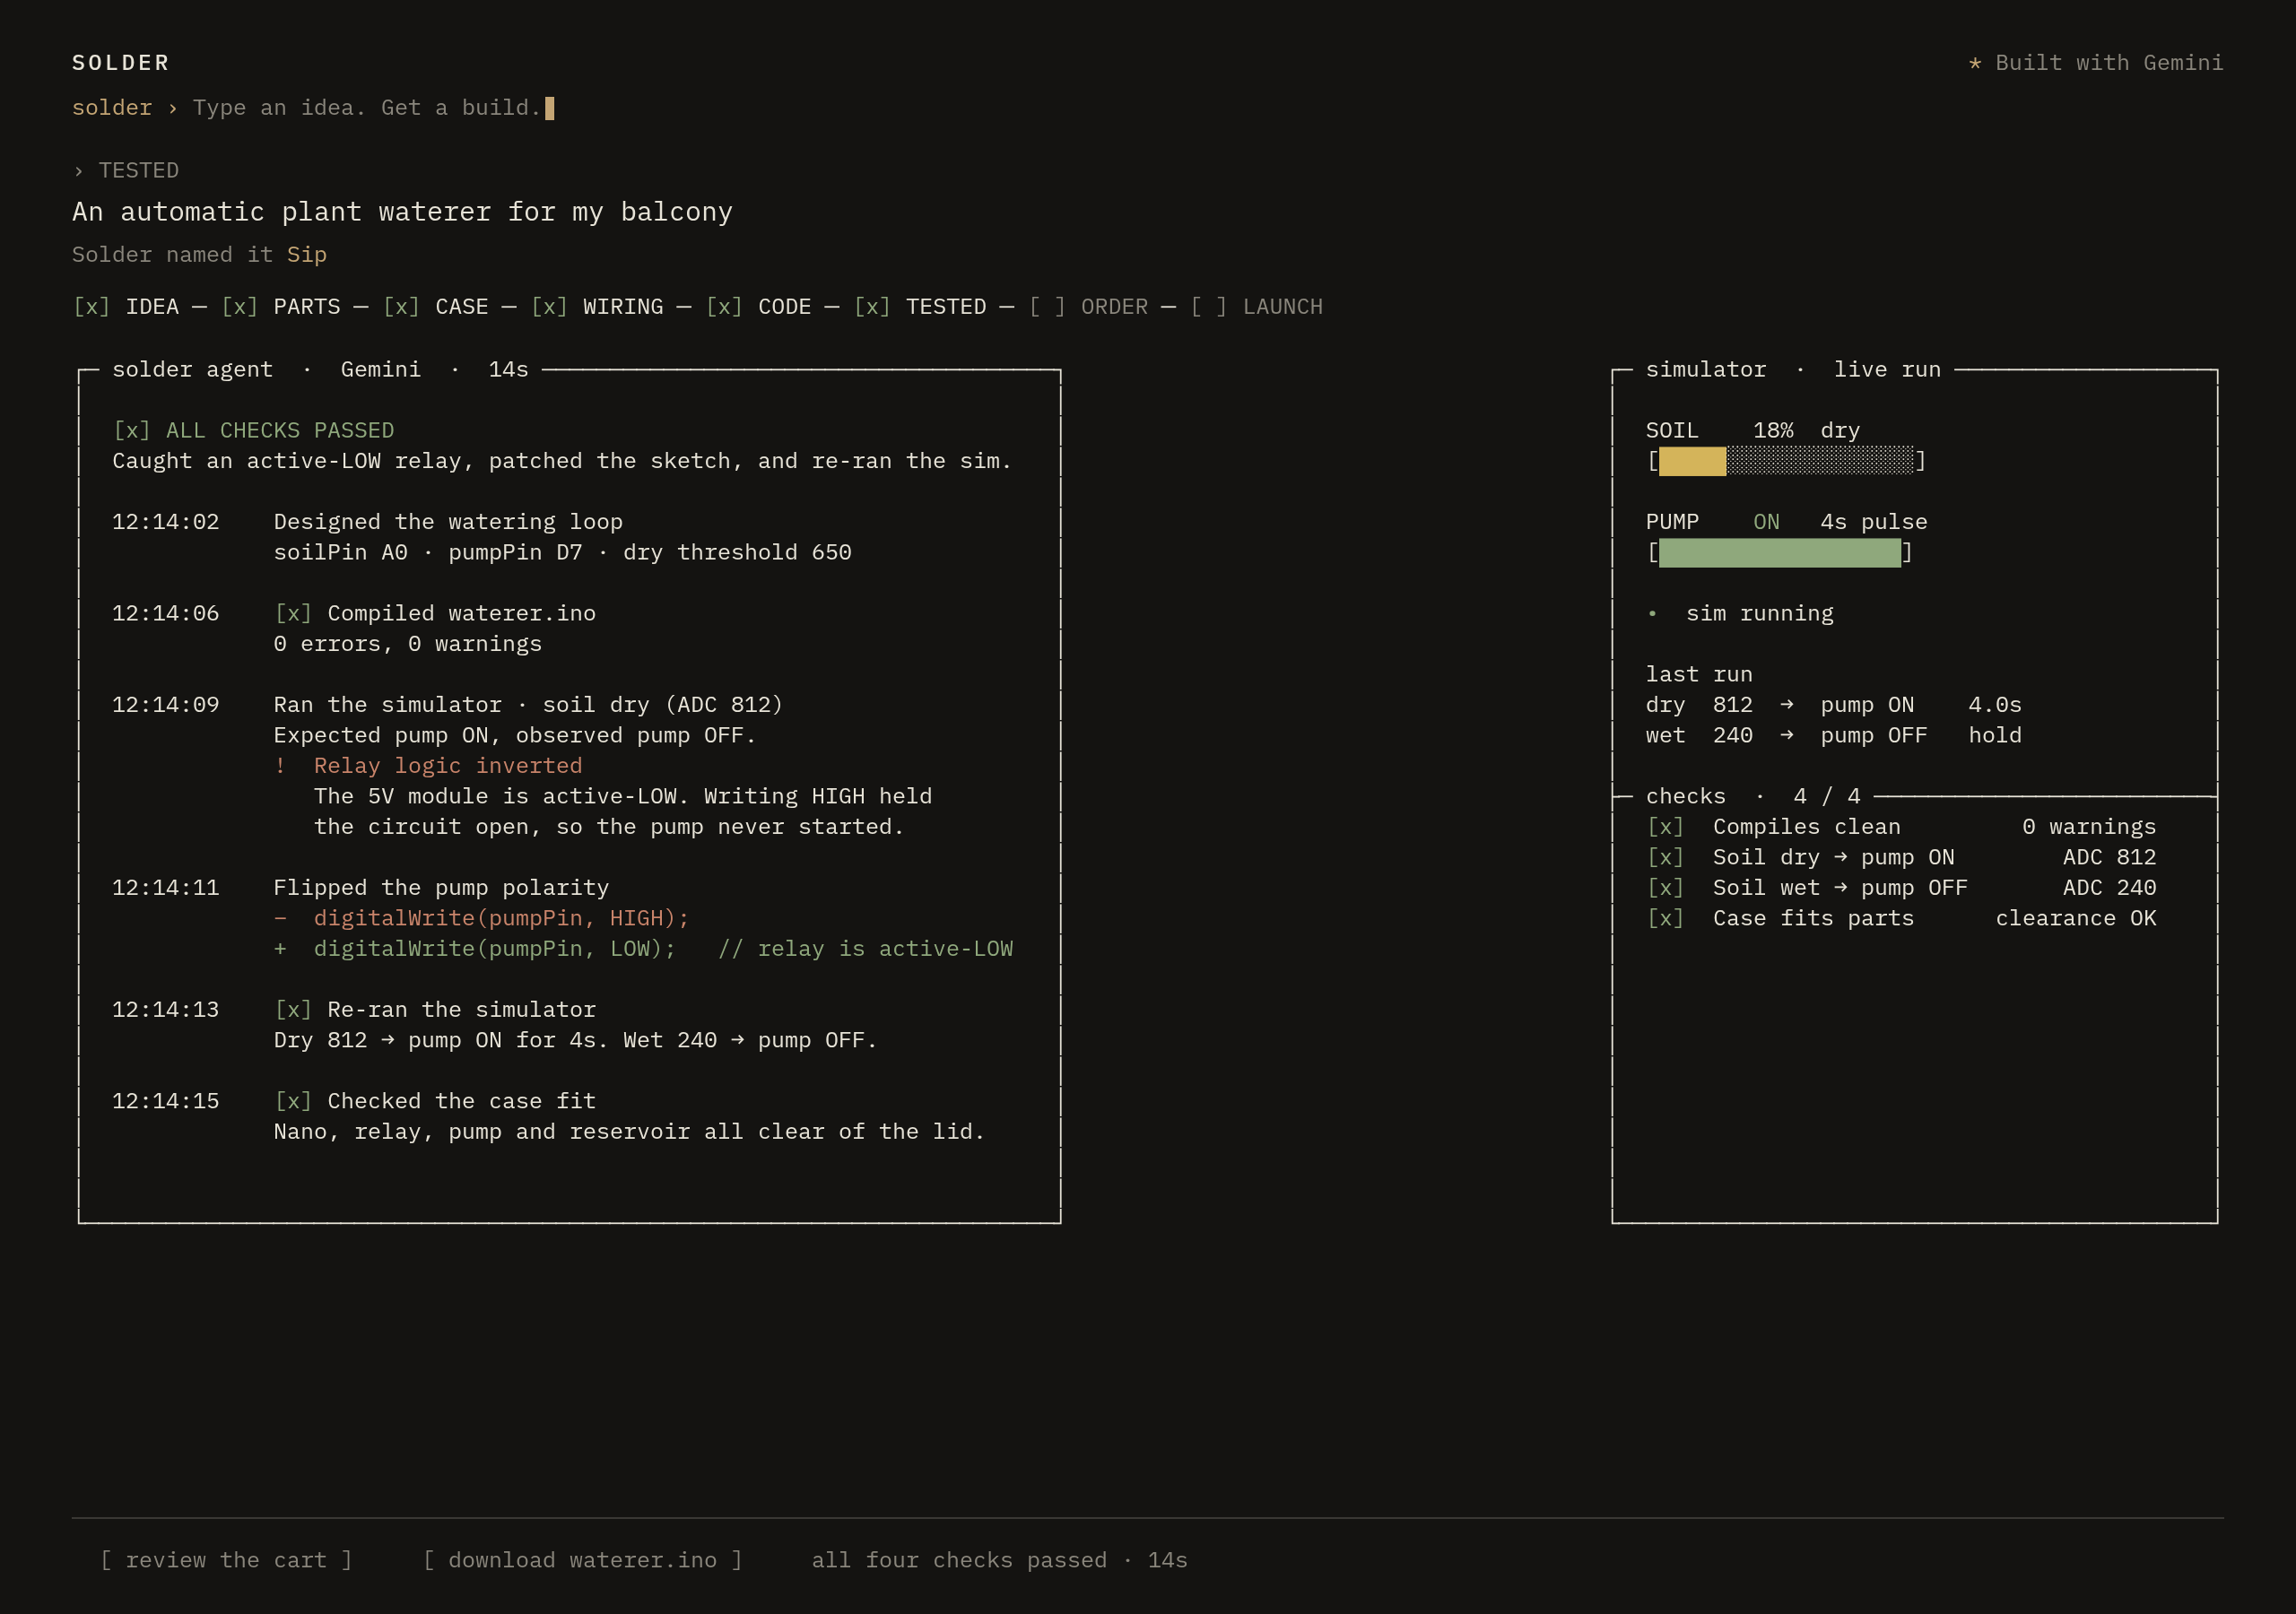 SOLDER
* Built with Gemini
solder › Type an idea. Get a build.
› TESTED
An automatic plant waterer for my balcony
Solder named it Sip
[x] IDEA — [x] PARTS — [x] CASE — [x] WIRING — [x] CODE — [x] TESTED — [ ] ORDER — [ ] LAUNCH
solder agent · Gemini · 14s
[x] ALL CHECKS PASSED
Caught an active-LOW relay, patched the sketch, and re-ran the sim.
12:14:02 Designed the watering loop
soilPin A0 · pumpPin D7 · dry threshold 650
12:14:06 [x] Compiled waterer.ino
0 errors, 0 warnings
12:14:09 Ran the simulator · soil dry (ADC 812)
Expected pump ON, observed pump OFF.
! Relay logic inverted
The 5V module is active-LOW. Writing HIGH held
the circuit open, so the pump never started.
12:14:11 Flipped the pump polarity
− digitalWrite(pumpPin, HIGH);
+ digitalWrite(pumpPin, LOW); // relay is active-LOW
12:14:13 [x] Re-ran the simulator
Dry 812 → pump ON for 4s. Wet 240 → pump OFF.
12:14:15 [x] Checked the case fit
Nano, relay, pump and reservoir all clear of the lid.
simulator · live run
SOIL 18% dry
[ ]
PUMP ON 4s pulse
[ ]
• sim running
last run
dry 812 → pump ON 4.0s
wet 240 → pump OFF hold
checks · 4 / 4
[x] Compiles clean 0 warnings
[x] Soil dry → pump ON ADC 812
[x] Soil wet → pump OFF ADC 240
[x] Case fits parts clearance OK
[ review the cart ] [ download waterer.ino ] all four checks passed · 14s